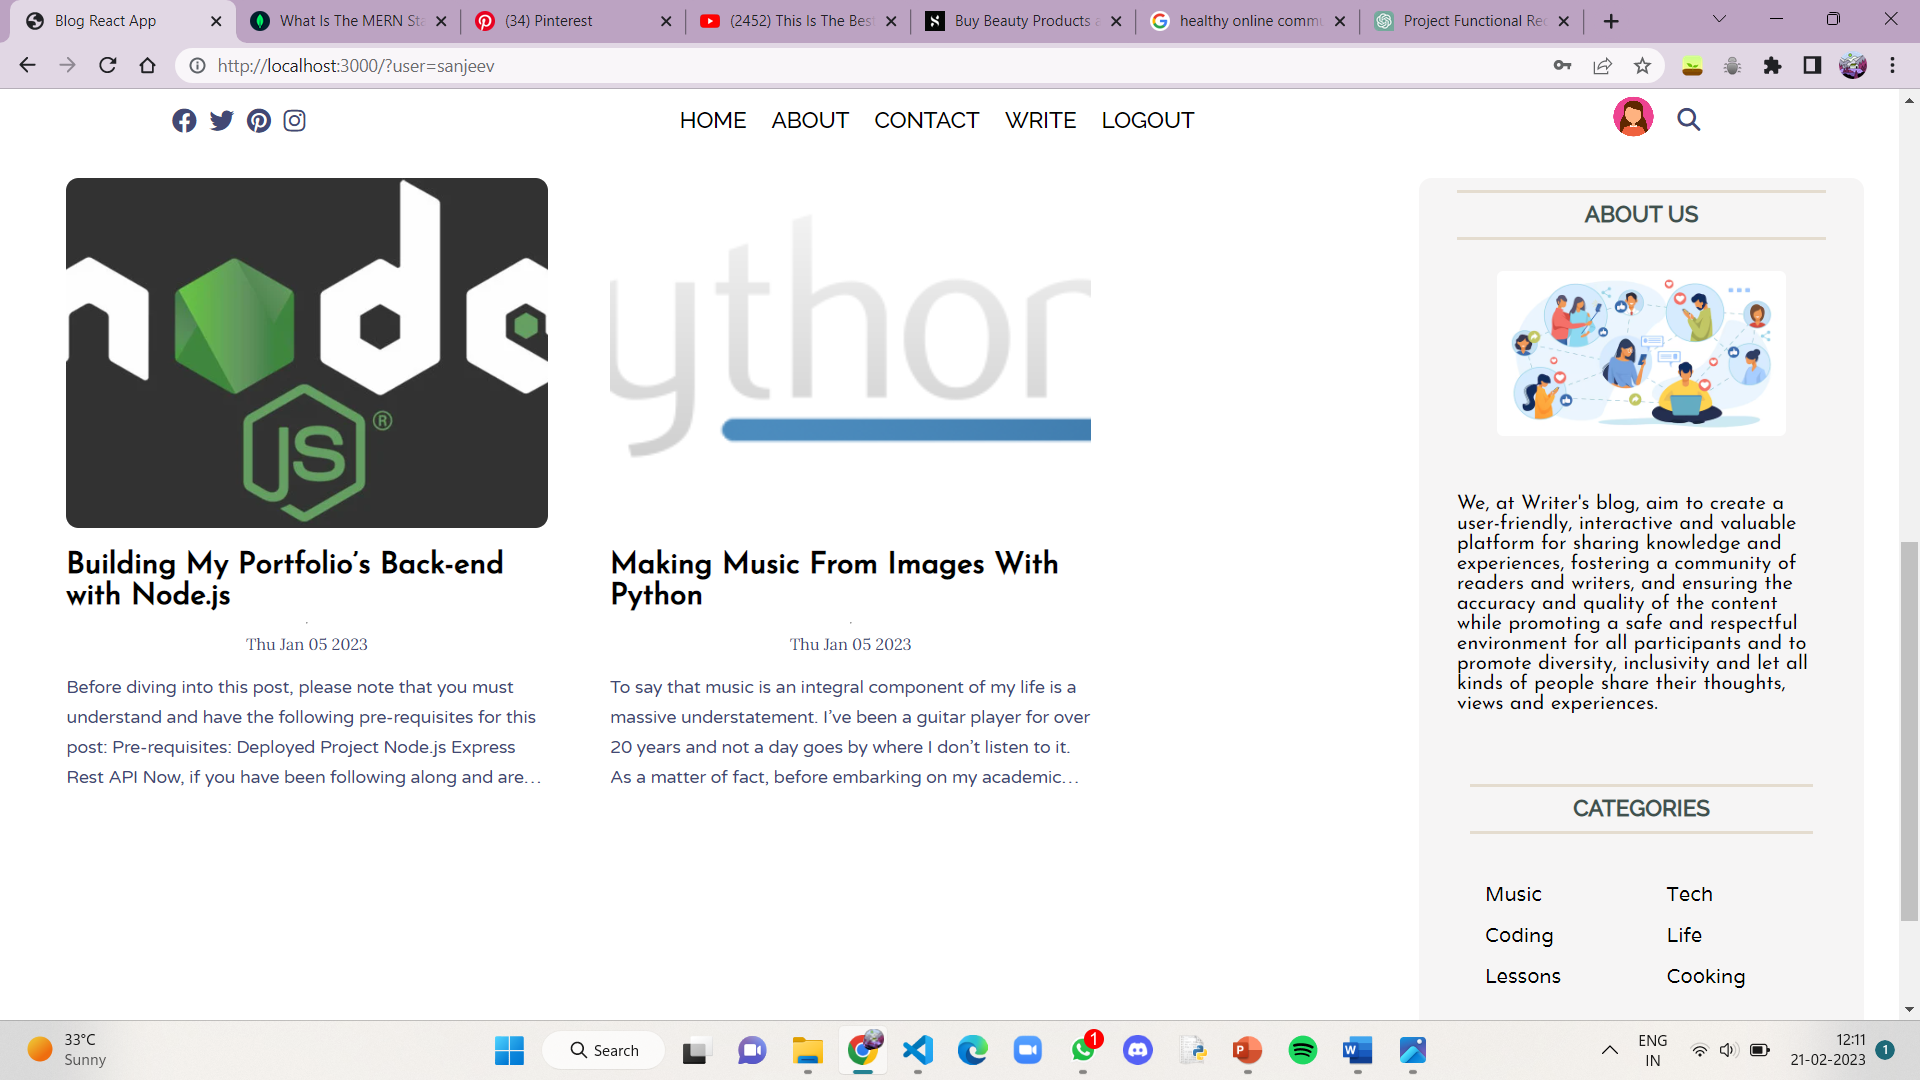 Blog React App
What Is The MERN Sta
(34) Pinterest
(2452) This Is The Best
Buy Beauty Products a
healthy online commu
Project Functional Rec
http://localhost:3000/?user=sanjeev
HOME ABOUT CONTACT WRITE LOGOUT
node
JS ®
Building My Portfolio’s Back-end
with Node.js
.
Thu Jan 05 2023
Before diving into this post, please note that you must
understand and have the following pre-requisites for this
post: Pre-requisites: Deployed Project Node.js Express
Rest API Now, if you have been following along and are...
ython
Making Music From Images With
Python
.
Thu Jan 05 2023
To say that music is an integral component of my life is a
massive understatement. I’ve been a guitar player for over
20 years and not a day goes by where I don’t listen to it.
As a matter of fact, before embarking on my academic...
ABOUT US
We, at Writer's blog, aim to create a
user-friendly, interactive and valuable
platform for sharing knowledge and
experiences, fostering a community of
readers and writers, and ensuring the
accuracy and quality of the content
while promoting a safe and respectful
environment for all participants and to
promote diversity, inclusivity and let all
kinds of people share their thoughts,
views and experiences.
CATEGORIES
Music Tech
Coding Life
Lessons Cooking
33°C
Sunny
Search
1
ENG
IN
12:11
21-02-2023
1